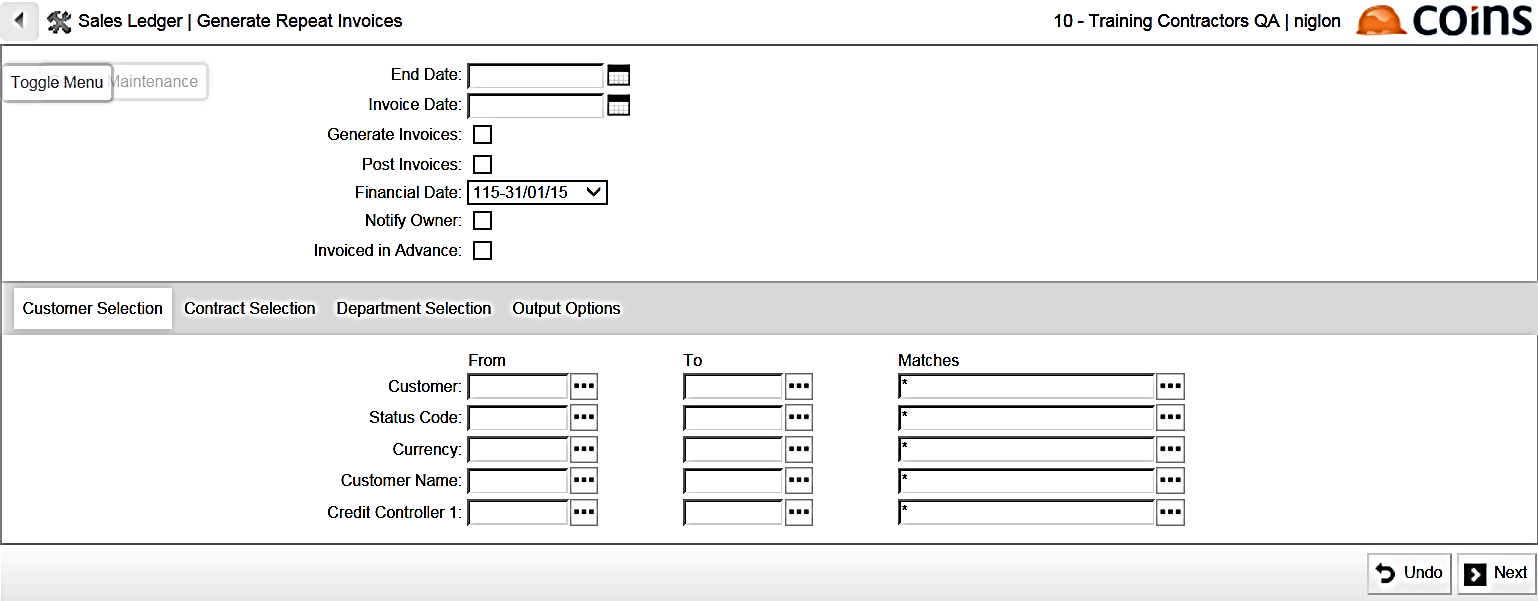 Sales Ledger | Generate Repeat Invoices
10 - Training Contractors QA | niglon
coins
Toggle Menu
Maintenance
End Date:
Invoice Date:
Generate Invoices:
Post Invoices:
Financial Date: 115-31/01/15
Notify Owner:
Invoiced in Advance:
Customer Selection Contract Selection Department Selection Output Options
From To Matches
Customer: *
Status Code: *
Currency: *
Customer Name: *
Credit Controller 1: *
Undo Next